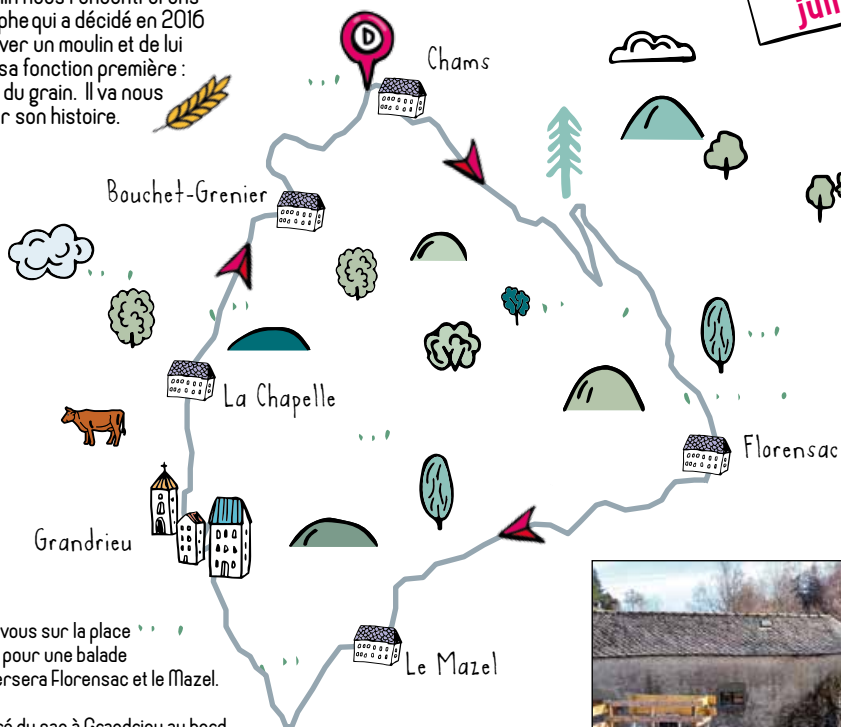 phe qui a décidé en 2016
ver un moulin et de lui
sa fonction première :
du grain. Il va nous
r son histoire.
juil
D
Chams
Bouchet-Grenier
La Chapelle
Florensac
Grandrieu
Le Mazel
vous sur la place
pour une balade
ersera Florensac et le Mazel.